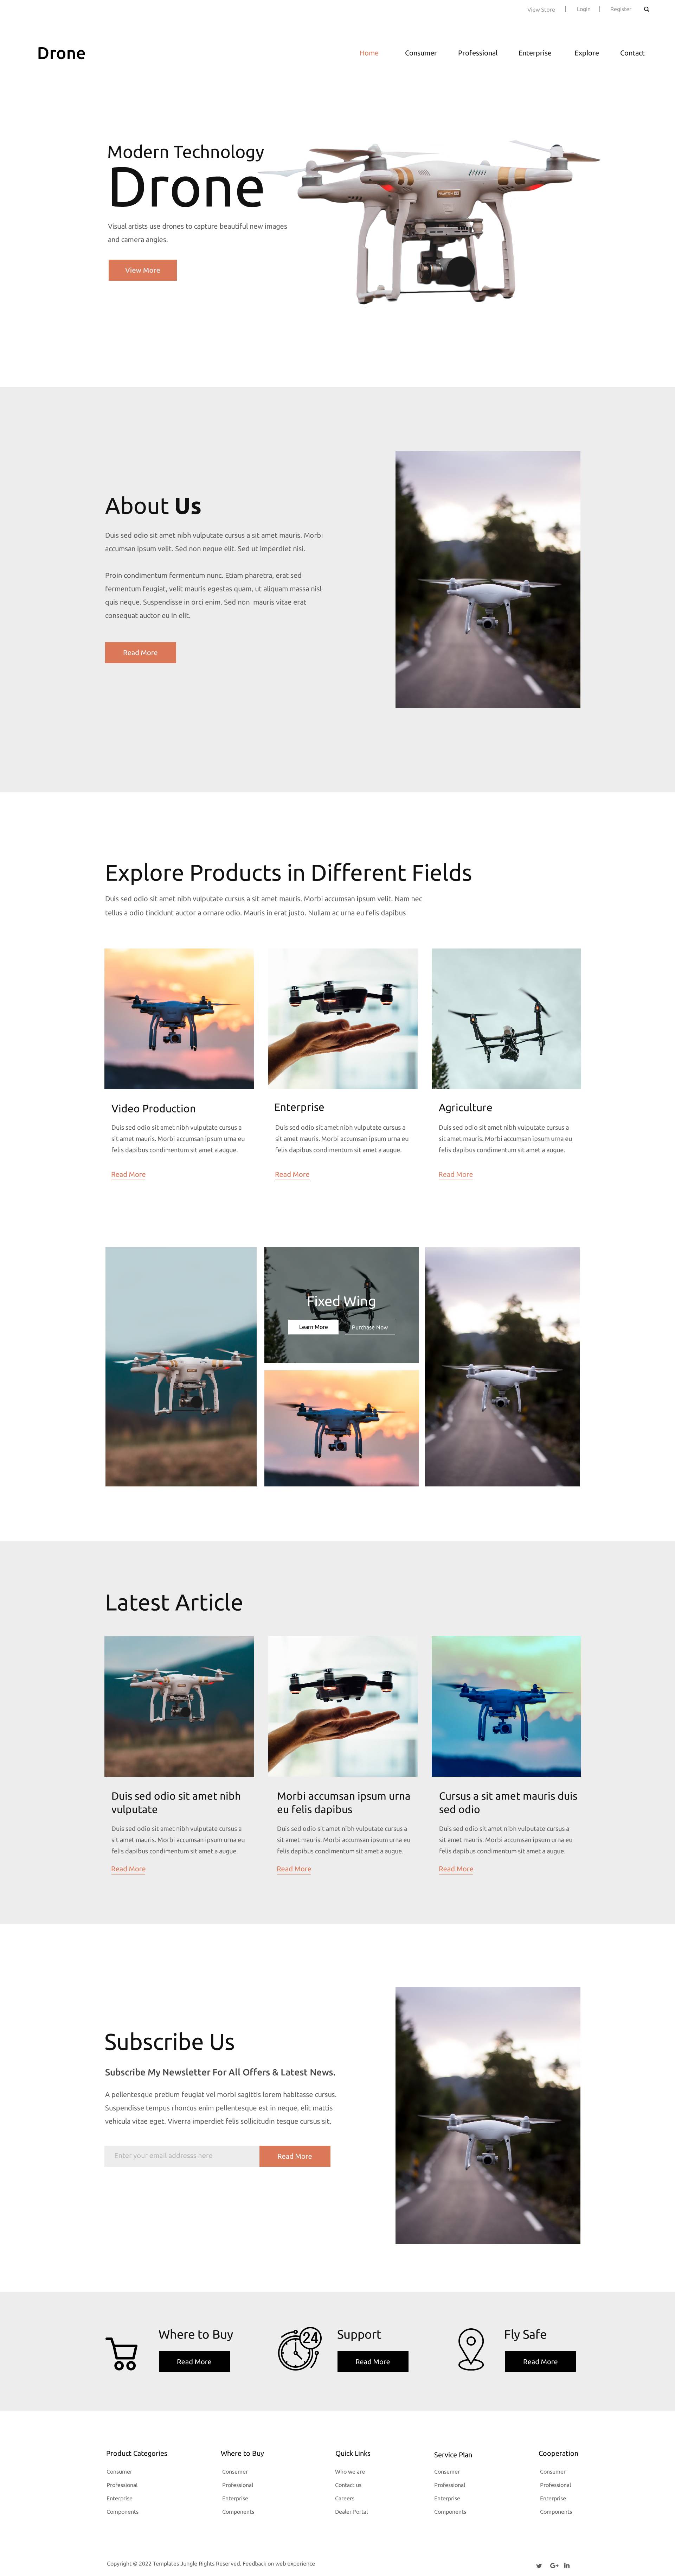 View Store
Login
Register
Drone
Home
Consumer
Professional
Enterprise
Explore
Contact
Modern Technology
Drone
Visual artists use drones to capture beautiful new images
and camera angles.
View More
About Us
Duis sed odio sit amet nibh vulputate cursus a sit amet mauris. Morbi
accumsan ipsum velit. Sed non neque elit. Sed ut imperdiet nisi.
Proin condimentum fermentum nunc. Etiam pharetra, erat sed
fermentum feugiat, velit mauris egestas quam, ut aliquam massa nisl
quis neque. Suspendisse in orci enim. Sed non mauris vitae erat
consequat auctor eu in elit.
Read More
Explore Products in Different Fields
Duis sed odio sit amet nibh vulputate cursus a sit amet mauris. Morbi accumsan ipsum velit. Nam nec
tellus a odio tincidunt auctor a ornare odio. Mauris in erat justo. Nullam ac urna eu felis dapibus
Video Production
Duis sed odio sit amet nibh vulputate cursus a
sit amet mauris. Morbi accumsan ipsum urna eu
felis dapibus condimentum sit amet a augue.
Read More
Enterprise
Duis sed odio sit amet nibh vulputate cursus a
sit amet mauris. Morbi accumsan ipsum urna eu
felis dapibus condimentum sit amet a augue.
Read More
Agriculture
Duis sed odio sit amet nibh vulputate cursus a
sit amet mauris. Morbi accumsan ipsum urna eu
felis dapibus condimentum sit amet a augue.
Read More
Fixed Wing
Learn More
Purchase Now
Latest Article
Duis sed odio sit amet nibh
vulputate
Duis sed odio sit amet nibh vulputate cursus a
sit amet mauris. Morbi accumsan ipsum urna eu
felis dapibus condimentum sit amet a augue.
Read More
Morbi accumsan ipsum urna
eu felis dapibus
Duis sed odio sit amet nibh vulputate cursus a
sit amet mauris. Morbi accumsan ipsum urna eu
felis dapibus condimentum sit amet a augue.
Read More
Cursus a sit amet mauris duis
sed odio
Duis sed odio sit amet nibh vulputate cursus a
sit amet mauris. Morbi accumsan ipsum urna eu
felis dapibus condimentum sit amet a augue.
Read More
Subscribe Us
Subscribe My Newsletter For All Offers & Latest News.
A pellentesque pretium feugiat vel morbi sagittis lorem habitasse cursus.
Suspendisse tempus rhoncus enim pellentesque est in neque, elit mattis
vehicula vitae eget. Viverra imperdiet felis sollicitudin tesque cursus sit.
Enter your email addresss here
Read More
Where to Buy
Read More
24
Support
Read More
Fly Safe
Read More
Product Categories
Consumer
Professional
Enterprise
Components
Where to Buy
Consumer
Professional
Enterprise
Components
Quick Links
Who we are
Contact us
Careers
Dealer Portal
Service Plan
Consumer
Professional
Enterprise
Components
Cooperation
Consumer
Professional
Enterprise
Components
Copyright © 2022 Templates Jungle Rights Reserved. Feedback on web experience
G+
in